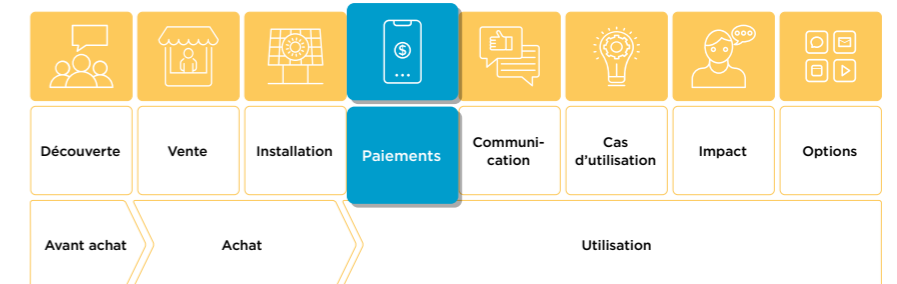 $
Découverte
Vente
Installation
Paiements
Communi-
cation
Cas
d'utilisation
Impact
Options
Avant achat
Achat
Utilisation